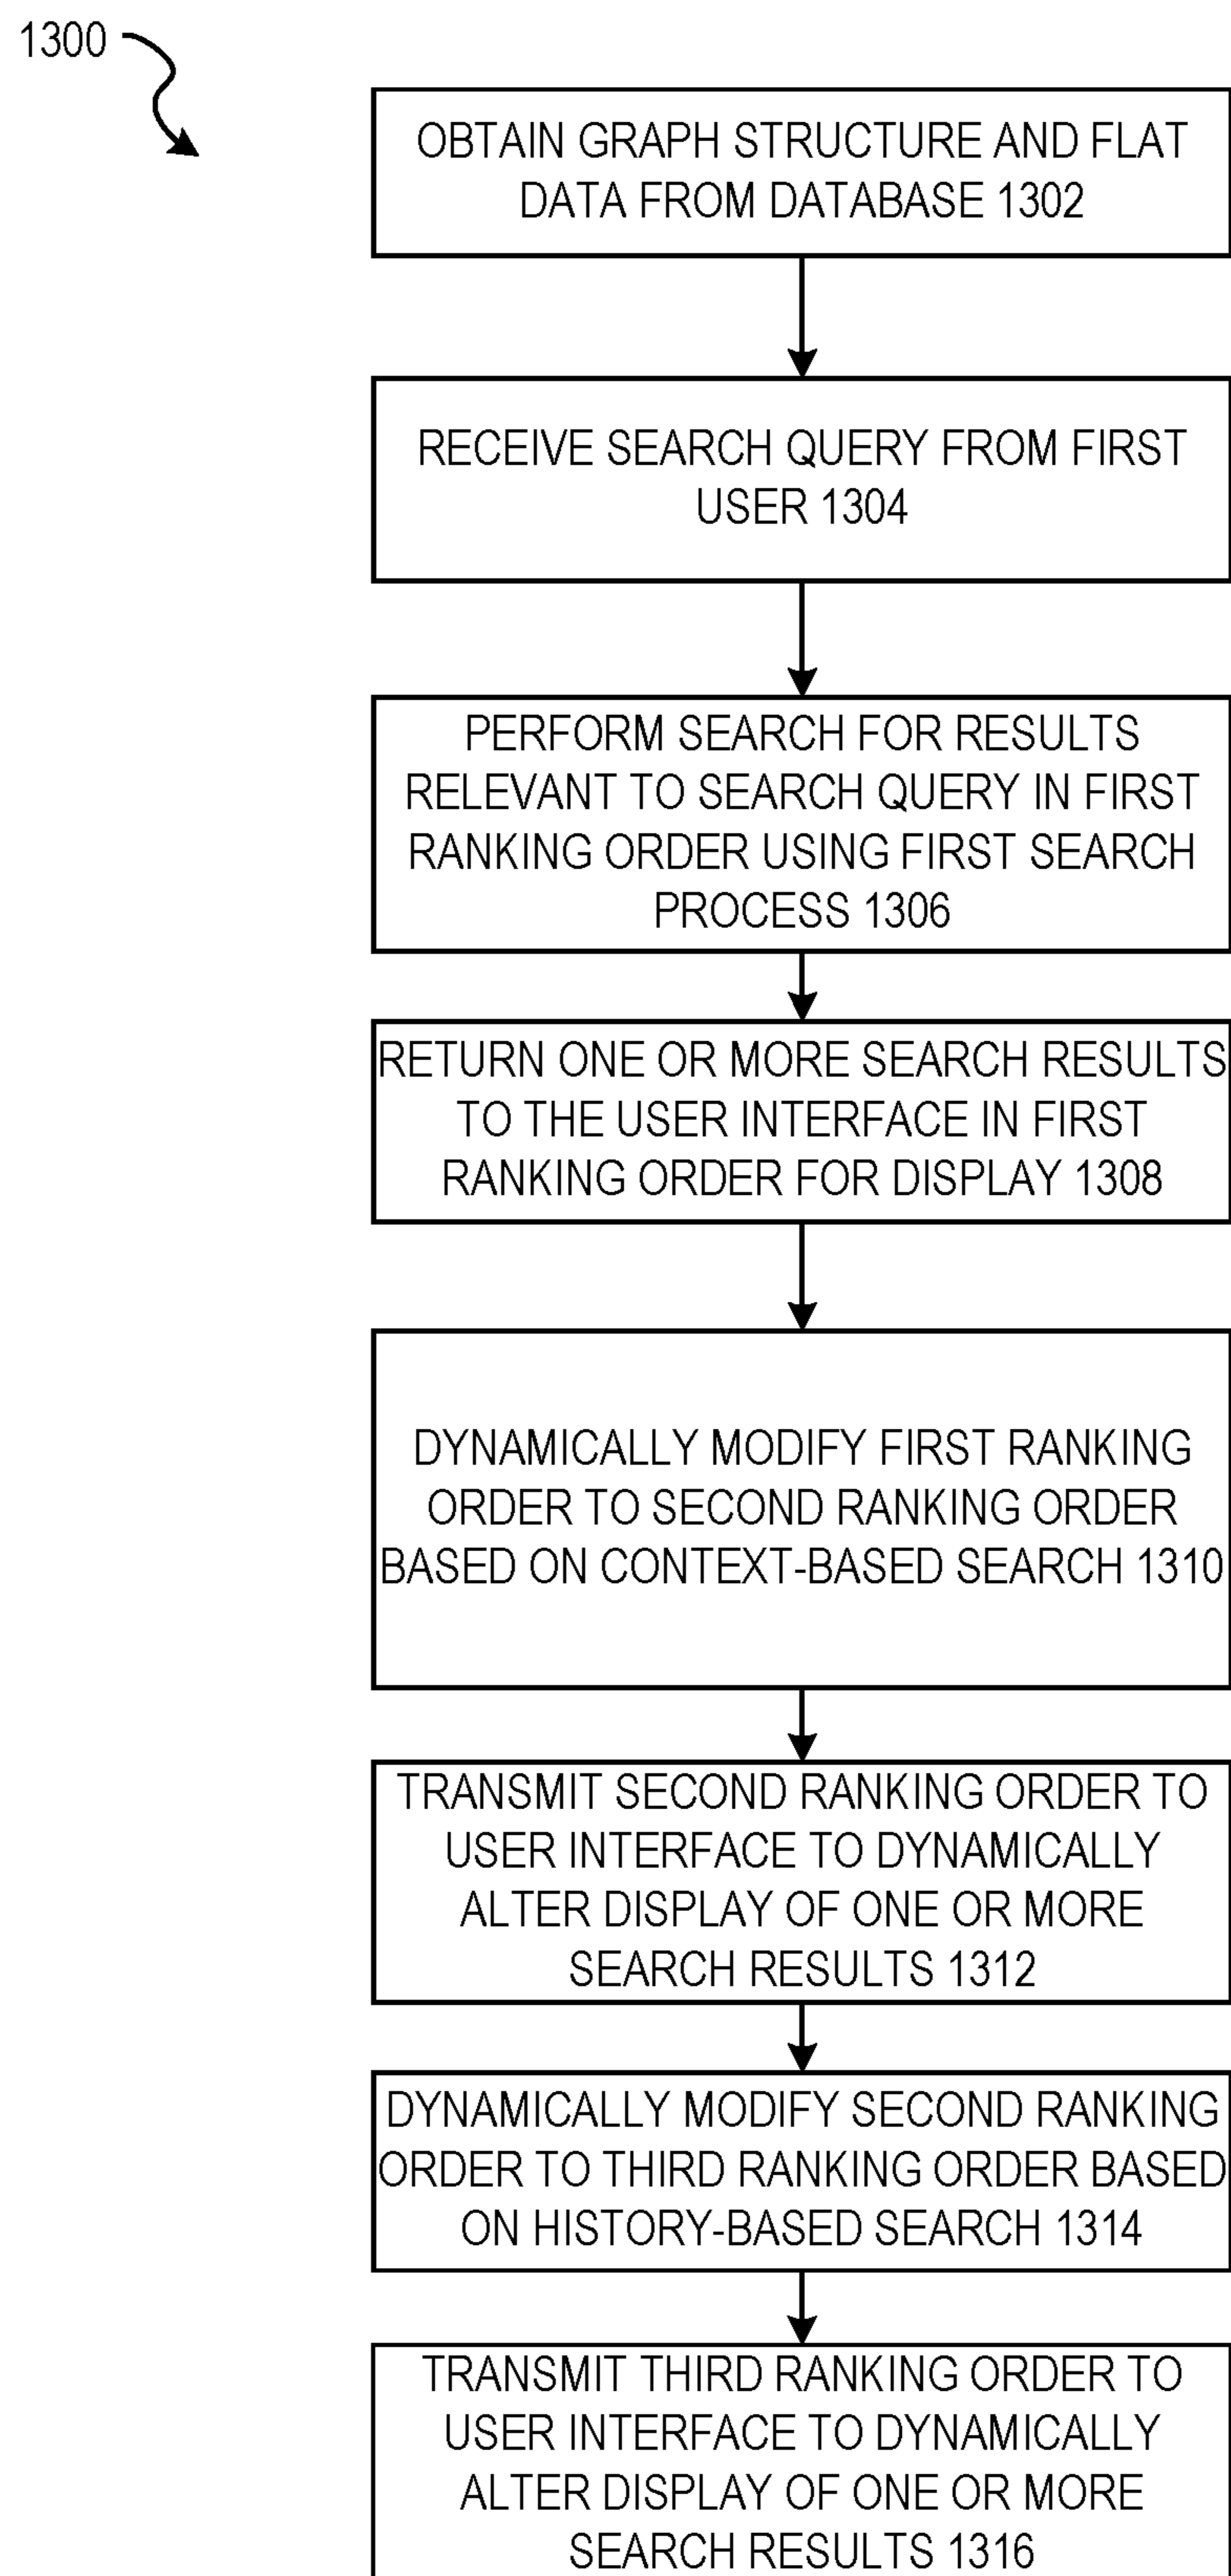 1300
OBTAIN GRAPH STRUCTURE AND FLAT
DATA FROM DATABASE 1302
RECEIVE SEARCH QUERY FROM FIRST
USER 1304
PERFORM SEARCH FOR RESULTS
RELEVANT TO SEARCH QUERY IN FIRST
RANKING ORDER USING FIRST SEARCH
PROCESS 1306
RETURN ONE OR MORE SEARCH RESULTS
TO THE USER INTERFACE IN FIRST
RANKING ORDER FOR DISPLAY 1308
DYNAMICALLY MODIFY FIRST RANKING
ORDER TO SECOND RANKING ORDER
BASED ON CONTEXT-BASED SEARCH 1310
TRANSMIT SECOND RANKING ORDER TO
USER INTERFACE TO DYNAMICALLY
ALTER DISPLAY OF ONE OR MORE
SEARCH RESULTS 1312
DYNAMICALLY MODIFY SECOND RANKING
ORDER TO THIRD RANKING ORDER BASED
ON HISTORY-BASED SEARCH 1314
TRANSMIT THIRD RANKING ORDER TO
USER INTERFACE TO DYNAMICALLY
ALTER DISPLAY OF ONE OR MORE
SEARCH RESULTS 1316